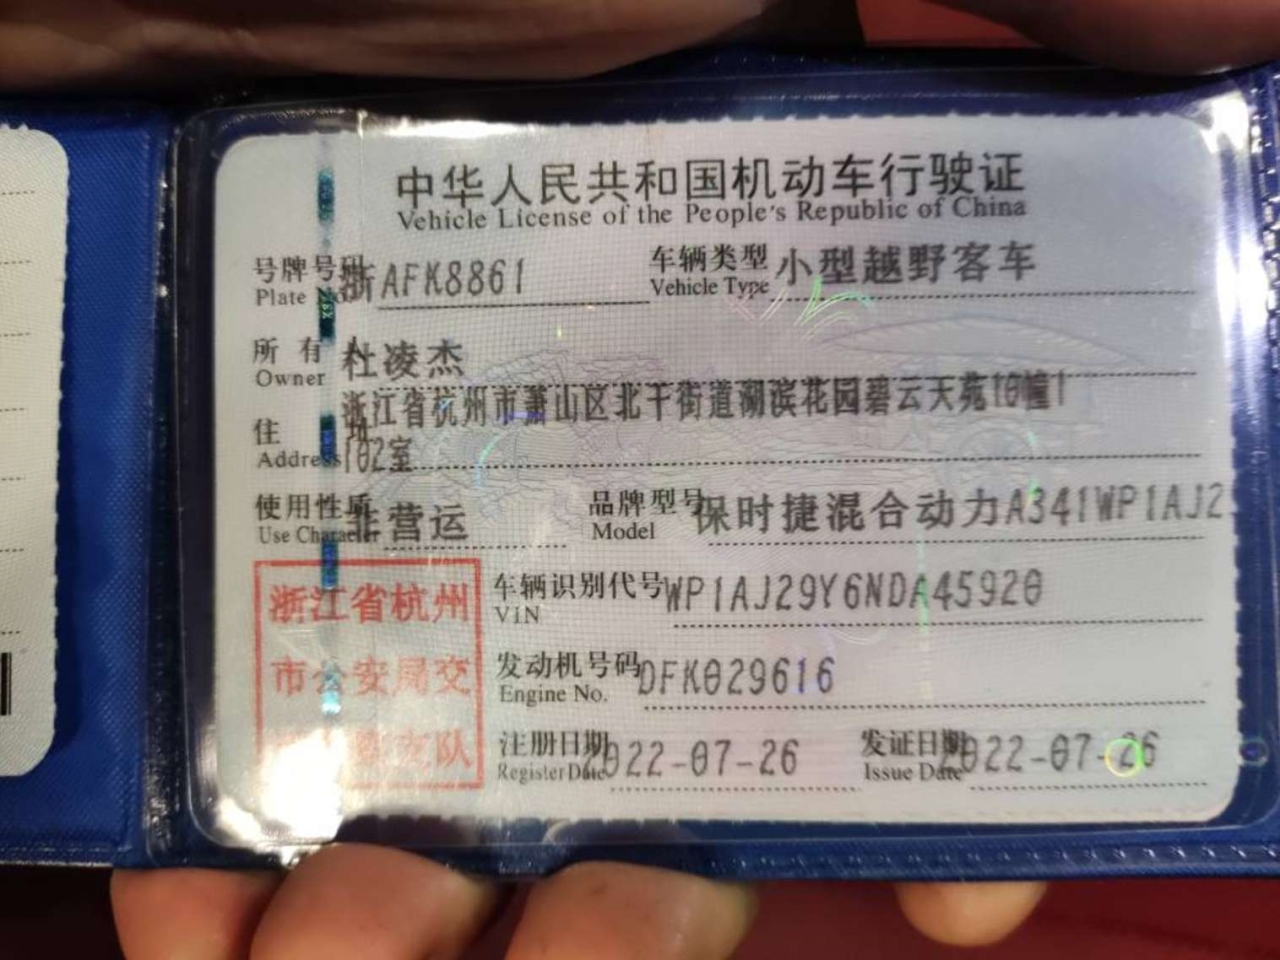 中华人民共和国机动车行驶证
Vehicle License of the People's Republic of China
号牌号码 浙AFK8861 车辆类型 小型越野客车
Plate No. Vehicle Type
所有人 杜凌杰
Owner
浙江省杭州市萧山区北干街道湖滨花园碧云天苑10幢1
住址
Address 102室
使用性质 非营运 品牌型号 保时捷混合动力A341WP1AJ2
Use Character Model
浙江省杭州 车辆识别代号 WP1AJ29Y6NDA45920
VIN
市公安局交 发动机号码 DFK029616
Engine No.
支队 注册日期 2022-07-26 发证日期 2022-07-26
Register Date Issue Date